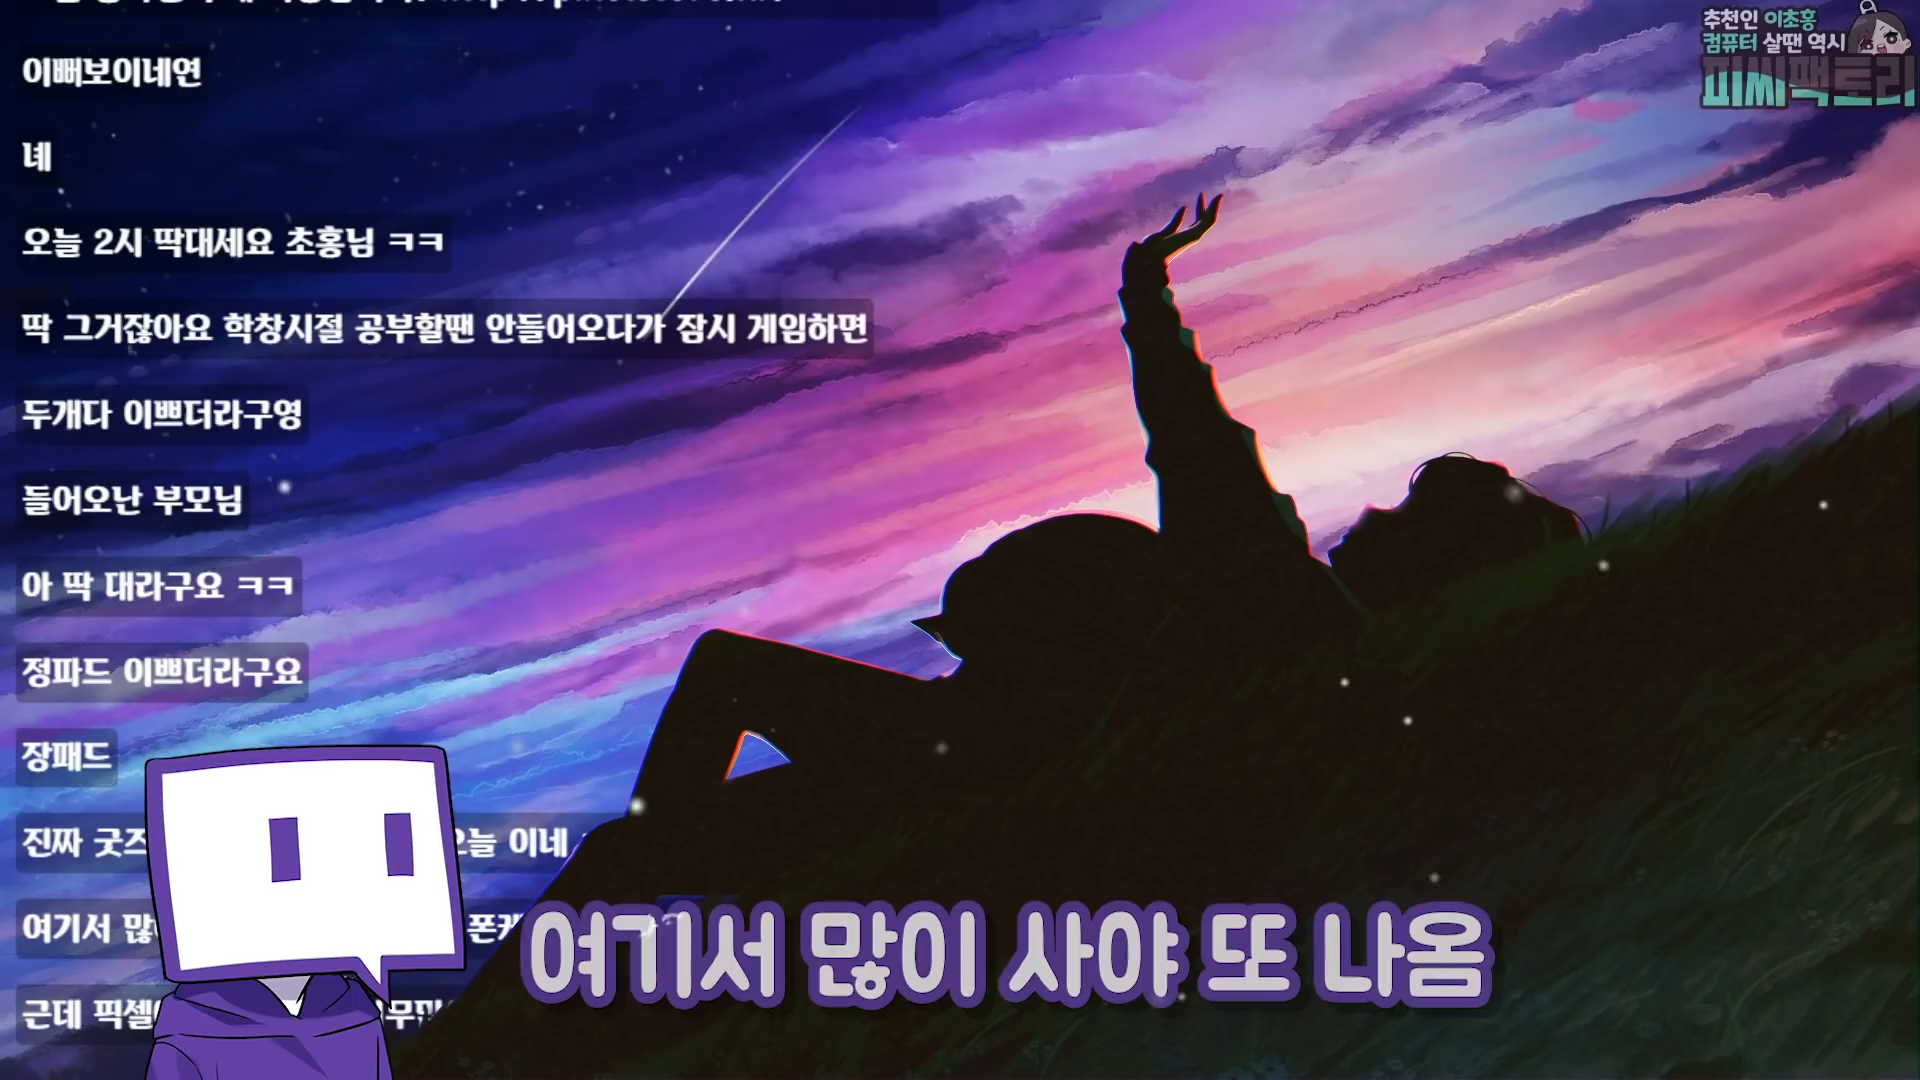 추천인 이초홍
컴퓨터 살땐 역시
피씨팩토리
이뻐보이네연
녜
오늘 2시 딱대세요 초홍님 ㅋㅋ
딱 그거잖아요 학창시절 공부할땐 안들어오다가 잠시 게임하면
두개다 이쁘더라구영
들어오난 부모님
아 딱 대라구요 ㅋㅋ
정파드 이쁘더라구요
장패드
진짜 굿즈 오늘 이네
여기서 많 폰케
근데 픽셀
여기서 많이 사야 또 나옴